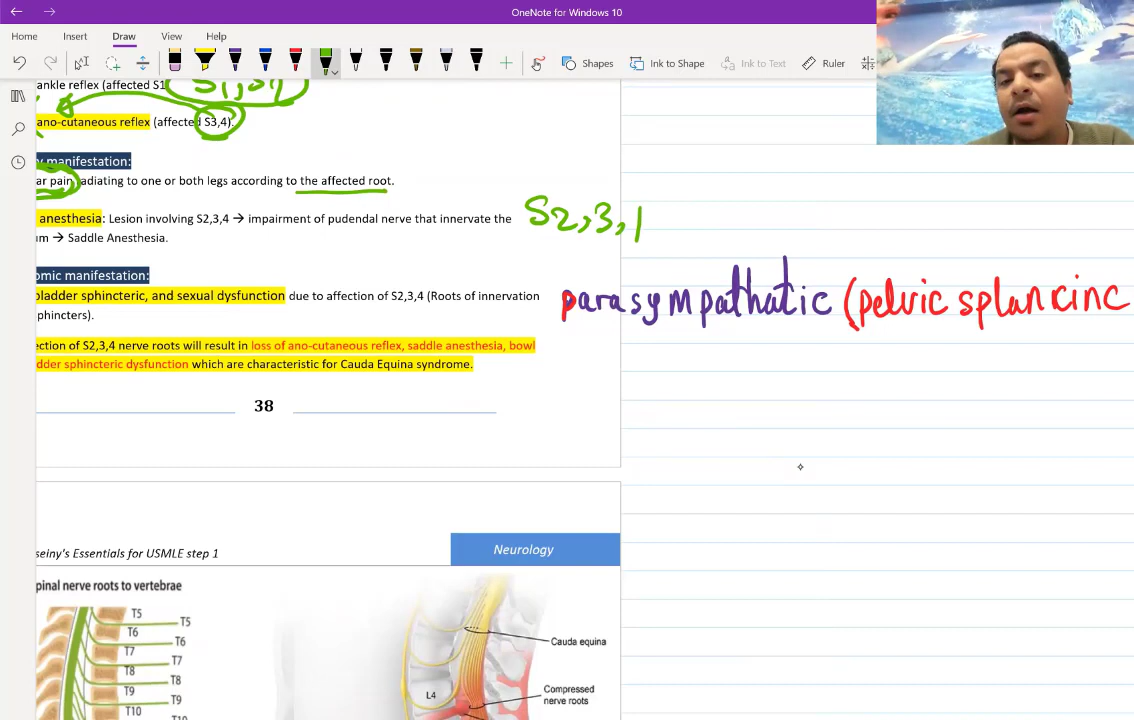 OneNote for Windows 10
Home Insert Draw View Help
Shapes Ink to Shape Ink to Text Ruler
ankle reflex (affected S1 S1, S2
ano-cutaneous reflex (affected S3,4).
y manifestation:
ar pain radiating to one or both legs according to the affected root.
anesthesia: Lesion involving S2,3,4 → impairment of pudendal nerve that innervate the
um → Saddle Anesthesia.
S2,3,
omic manifestation:
bladder sphincteric, and sexual dysfunction due to affection of S2,3,4 (Roots of innervation
phincters).
parasympathatic (pelvic splankinc
ection of S2,3,4 nerve roots will result in loss of ano-cutaneous reflex, saddle anesthesia, bowl
dder sphincteric dysfunction which are characteristic for Cauda Equina syndrome.
38
seiny's Essentials for USMLE step 1
Neurology
pinal nerve roots to vertebrae
T5 T5
T6 T6
T7 T7
T8 T8
T9 T9
T10 T10
Cauda equina
L4
Compressed
nerve roots